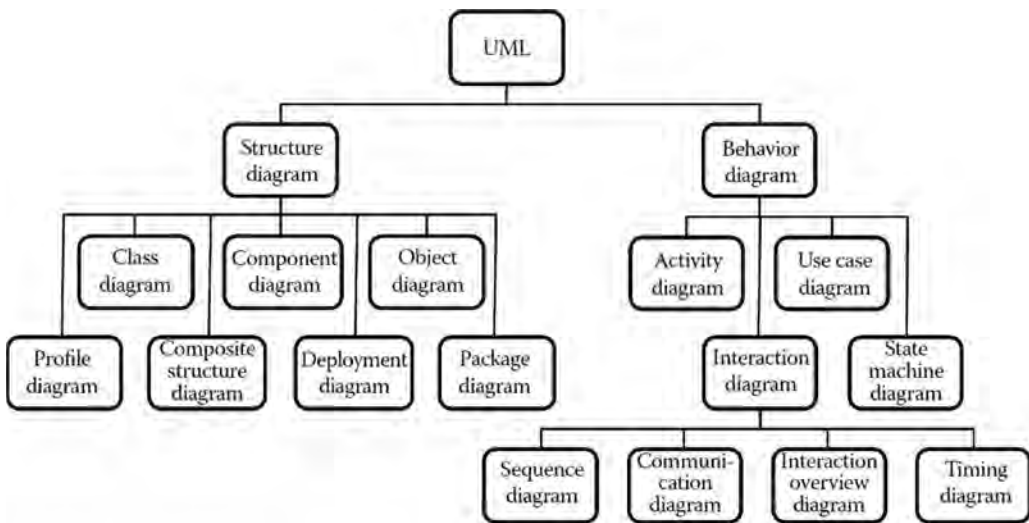 UML
Structure
diagram
Behavior
diagram
Class
diagram
Component
diagram
Object
diagram
Activity
diagram
Use case
diagram
Profile
diagram
Composite
structure
diagram
Deployment
diagram
Package
diagram
Interaction
diagram
State
machine
diagram
Sequence
diagram
Communi-
cation
diagram
Interaction
overview
diagram
Timing
diagram